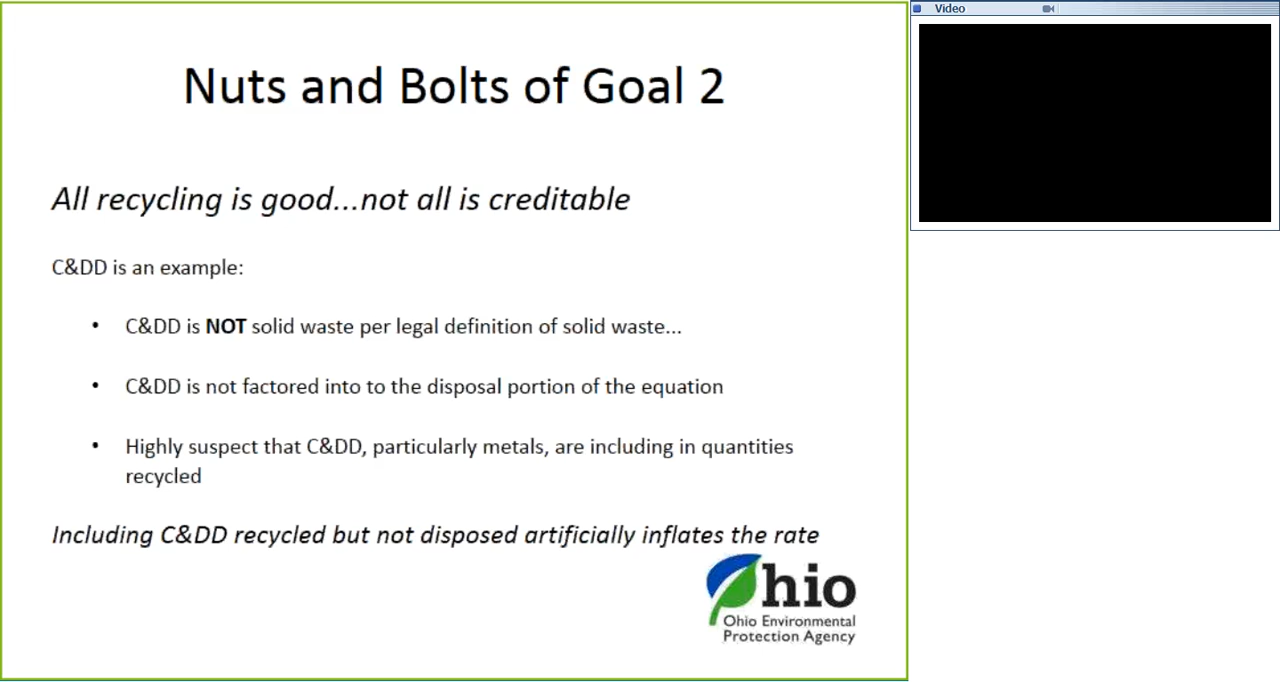 Nuts and Bolts of Goal 2
All recycling is good...not all is creditable
C&DD is an example:
• C&DD is NOT solid waste per legal definition of solid waste...
• C&DD is not factored into to the disposal portion of the equation
• Highly suspect that C&DD, particularly metals, are including in quantities
recycled
Including C&DD recycled but not disposed artificially inflates the rate
Ohio
Ohio Environmental
Protection Agency
Video